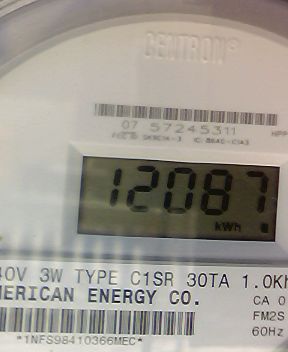 CENTRON®
07 57245311
12087
kWh
40V 3W TYPE C1SR 30TA 1.0Kh
MERICAN ENERGY CO.
CA 0
FM2S
60Hz
*1NFS98410366MEC*